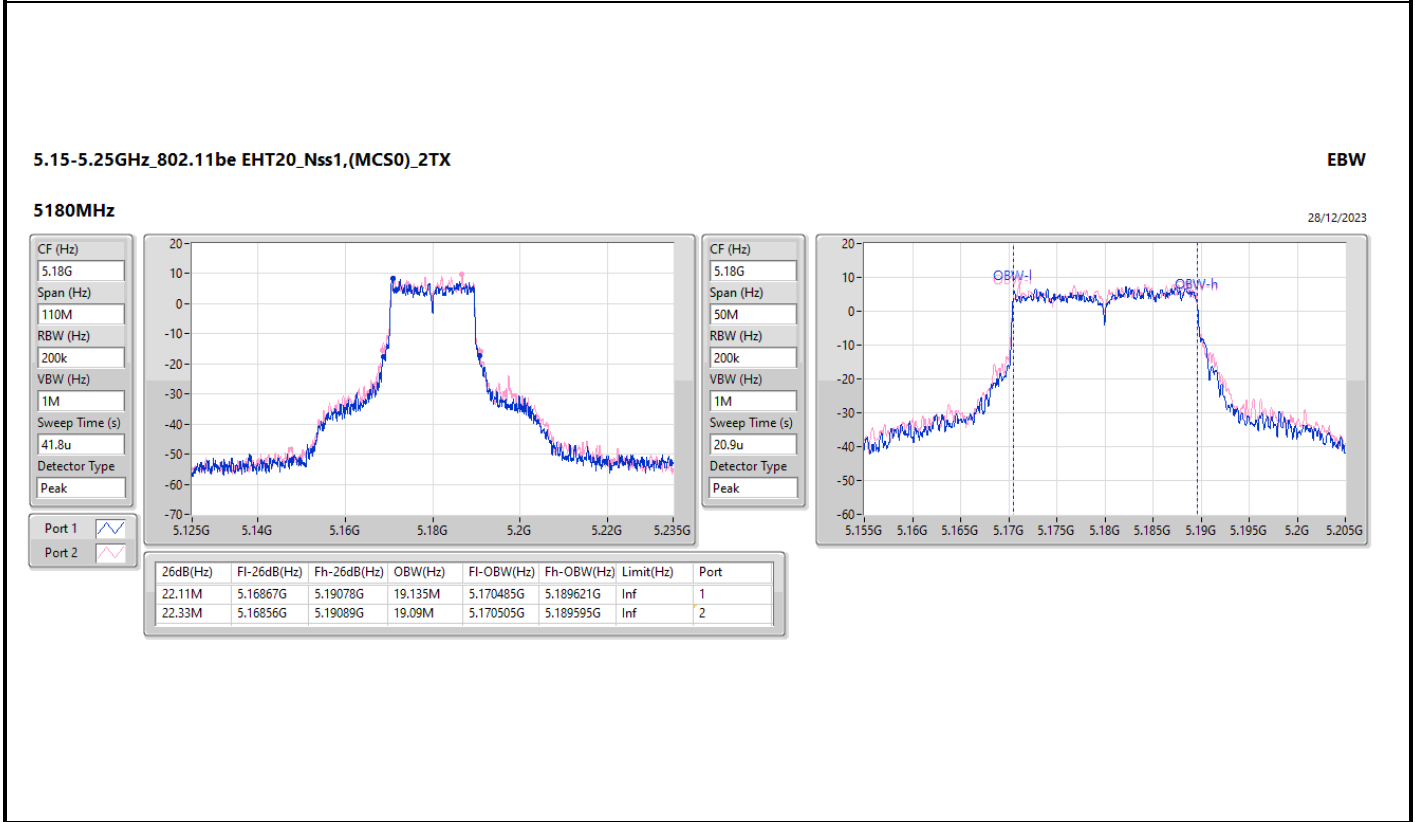 5.15-5.25GHz_802.11be EHT20_Nss1,(MCS0)_2TX
EBW
5180MHz
28/12/2023
CF (Hz)
5.18G
Span (Hz)
110M
RBW (Hz)
200k
VBW (Hz)
1M
Sweep Time (s)
41.8u
Detector Type
Peak
Port 1
Port 2
20
10
0
-10
-20
-30
-40
-50
-60
-70
5.125G 5.14G 5.16G 5.18G 5.2G 5.22G 5.235G
CF (Hz)
5.18G
Span (Hz)
50M
RBW (Hz)
200k
VBW (Hz)
1M
Sweep Time (s)
20.9u
Detector Type
Peak
20
10
0
-10
-20
-30
-40
-50
-60
OBW-l
OBW-h
5.155G 5.16G 5.165G 5.17G 5.175G 5.18G 5.185G 5.19G 5.195G 5.2G 5.205G
26dB(Hz) Fl-26dB(Hz) Fh-26dB(Hz) OBW(Hz) Fl-OBW(Hz) Fh-OBW(Hz) Limit(Hz) Port
22.11M 5.16867G 5.19078G 19.135M 5.170485G 5.189621G Inf 1
22.33M 5.16856G 5.19089G 19.09M 5.170505G 5.189595G Inf 2